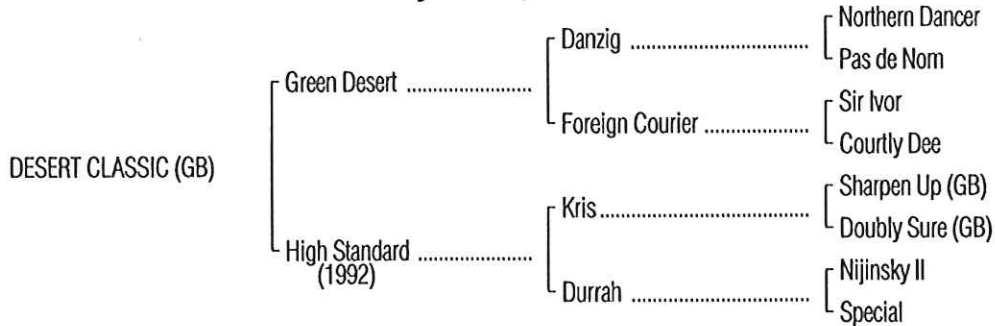 Northern Dancer
Danzig
Pas de Nom
Green Desert
Sir Ivor
Foreign Courier
Courtly Dee
DESERT CLASSIC (GB)
Sharpen Up (GB)
Kris
Doubly Sure (GB)
High Standard
(1992)
Nijinsky II
Durrah
Special